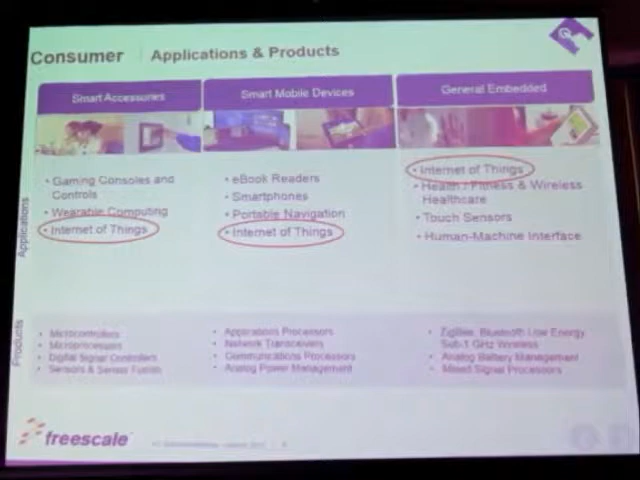 Consumer | Applications & Products
Smart Accessories
Smart Mobile Devices
General Embedded
Applications
• Gaming Consoles and
Controls
• Wearable Computing
• Internet of Things
• eBook Readers
• Smartphones
• Portable Navigation
• Internet of Things
• Internet of Things
• Health / Fitness & Wireless
Healthcare
• Touch Sensors
• Human-Machine Interface
Products
• Microcontrollers
• Microprocessors
• Digital Signal Controllers
• Sensors & Sensor Fusion
• Applications Processors
• Network Transceivers
• Communications Processors
• Analog Power Management
• ZigBee, Bluetooth Low Energy
Sub-1 GHz Wireless
• Analog Battery Management
• Mixed Signal Processors
freescale